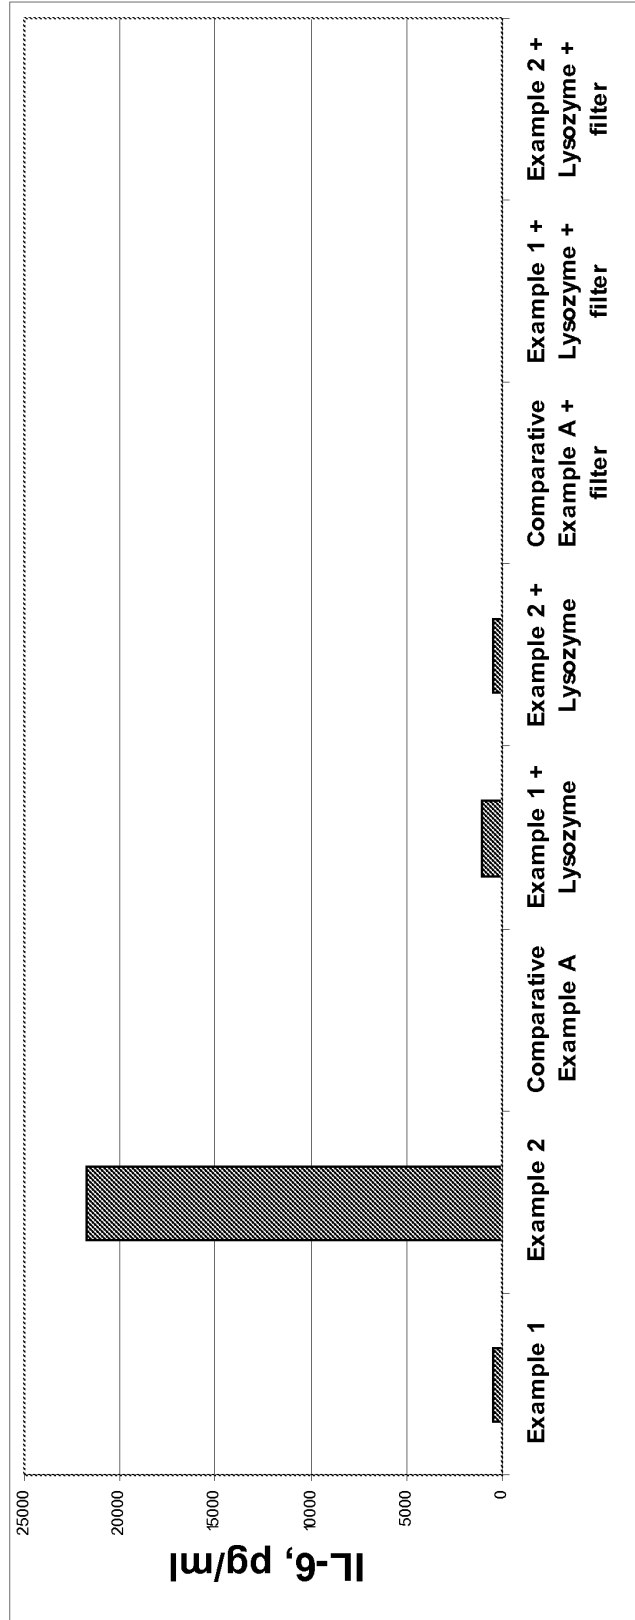 IL-6, pg/ml
25000
20000
15000
10000
5000
0
Example 1
Example 2
Comparative
Example A
Example 1 +
Lysozyme
Example 2 +
Lysozyme
Comparative
Example A +
filter
Example 1 +
Lysozyme +
filter
Example 2 +
Lysozyme +
filter